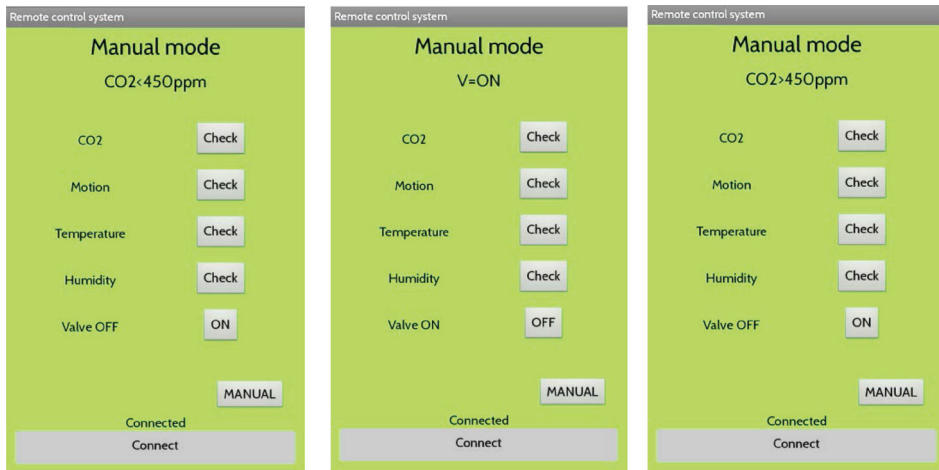 Remote control system
Manual mode
CO2<450ppm
CO2 Check
Motion Check
Temperature Check
Humidity Check
Valve OFF ON
MANUAL
Connected
Connect
Remote control system
Manual mode
V=ON
CO2 Check
Motion Check
Temperature Check
Humidity Check
Valve ON OFF
MANUAL
Connected
Connect
Remote control system
Manual mode
CO2>450ppm
CO2 Check
Motion Check
Temperature Check
Humidity Check
Valve OFF ON
MANUAL
Connected
Connect